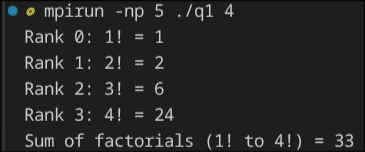 mpirun -np 5 ./q1 4
Rank 0: 1! = 1
Rank 1: 2! = 2
Rank 2: 3! = 6
Rank 3: 4! = 24
Sum of factorials (1! to 4!) = 33